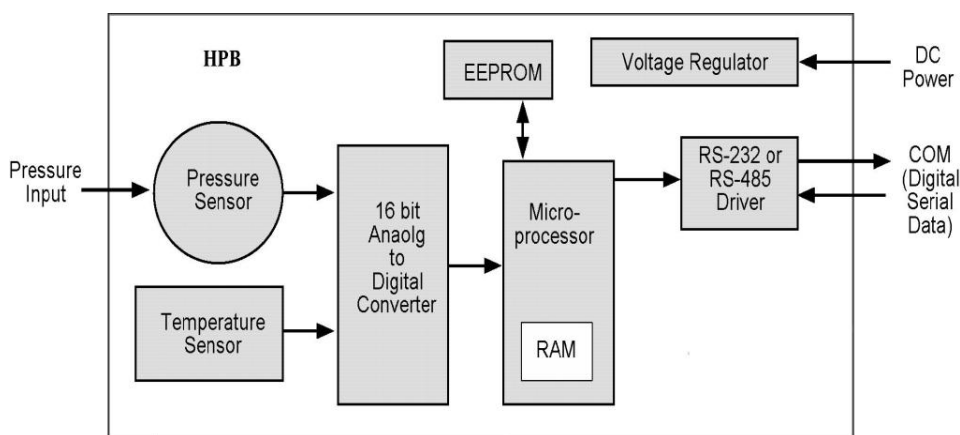 HPB
EEPROM
Voltage Regulator
DC
Power
Pressure
Input
Pressure
Sensor
16 bit
Anaolg
to
Digital
Converter
Micro-
processor
RAM
RS-232 or
RS-485
Driver
COM
(Digital
Serial
Data)
Temperature
Sensor